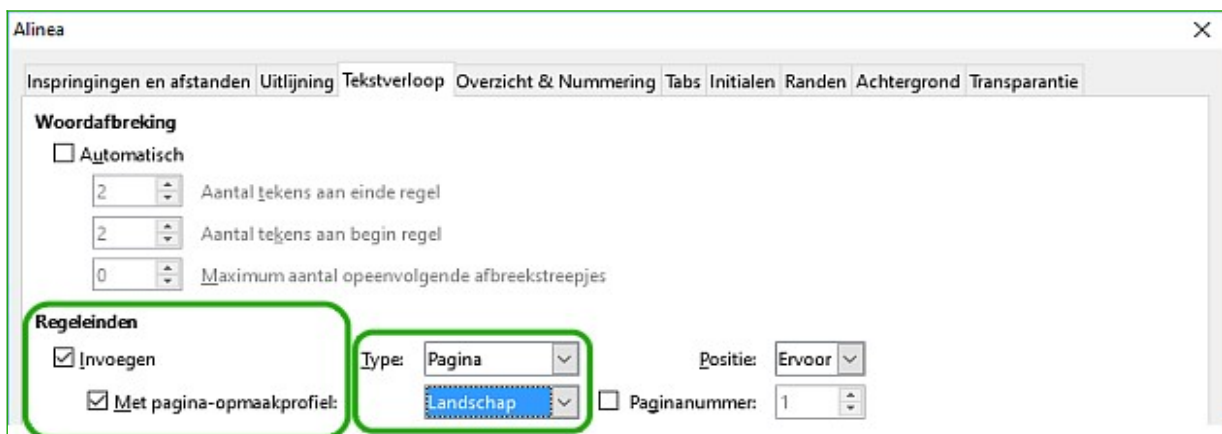 Alinea
Inspringingen en afstanden Uitlijning Tekstverloop Overzicht & Nummering Tabs Initialen Randen Achtergrond Transparantie
Woordafbreking
Automatisch
2 Aantal tekens aan einde regel
2 Aantal tekens aan begin regel
0 Maximum aantal opeenvolgende afbreekstreepjes
Regeleinden
Invoegen Type: Pagina Positie: Ervoor
Met pagina-opmaakprofiel: Landschap Paginanummer: 1